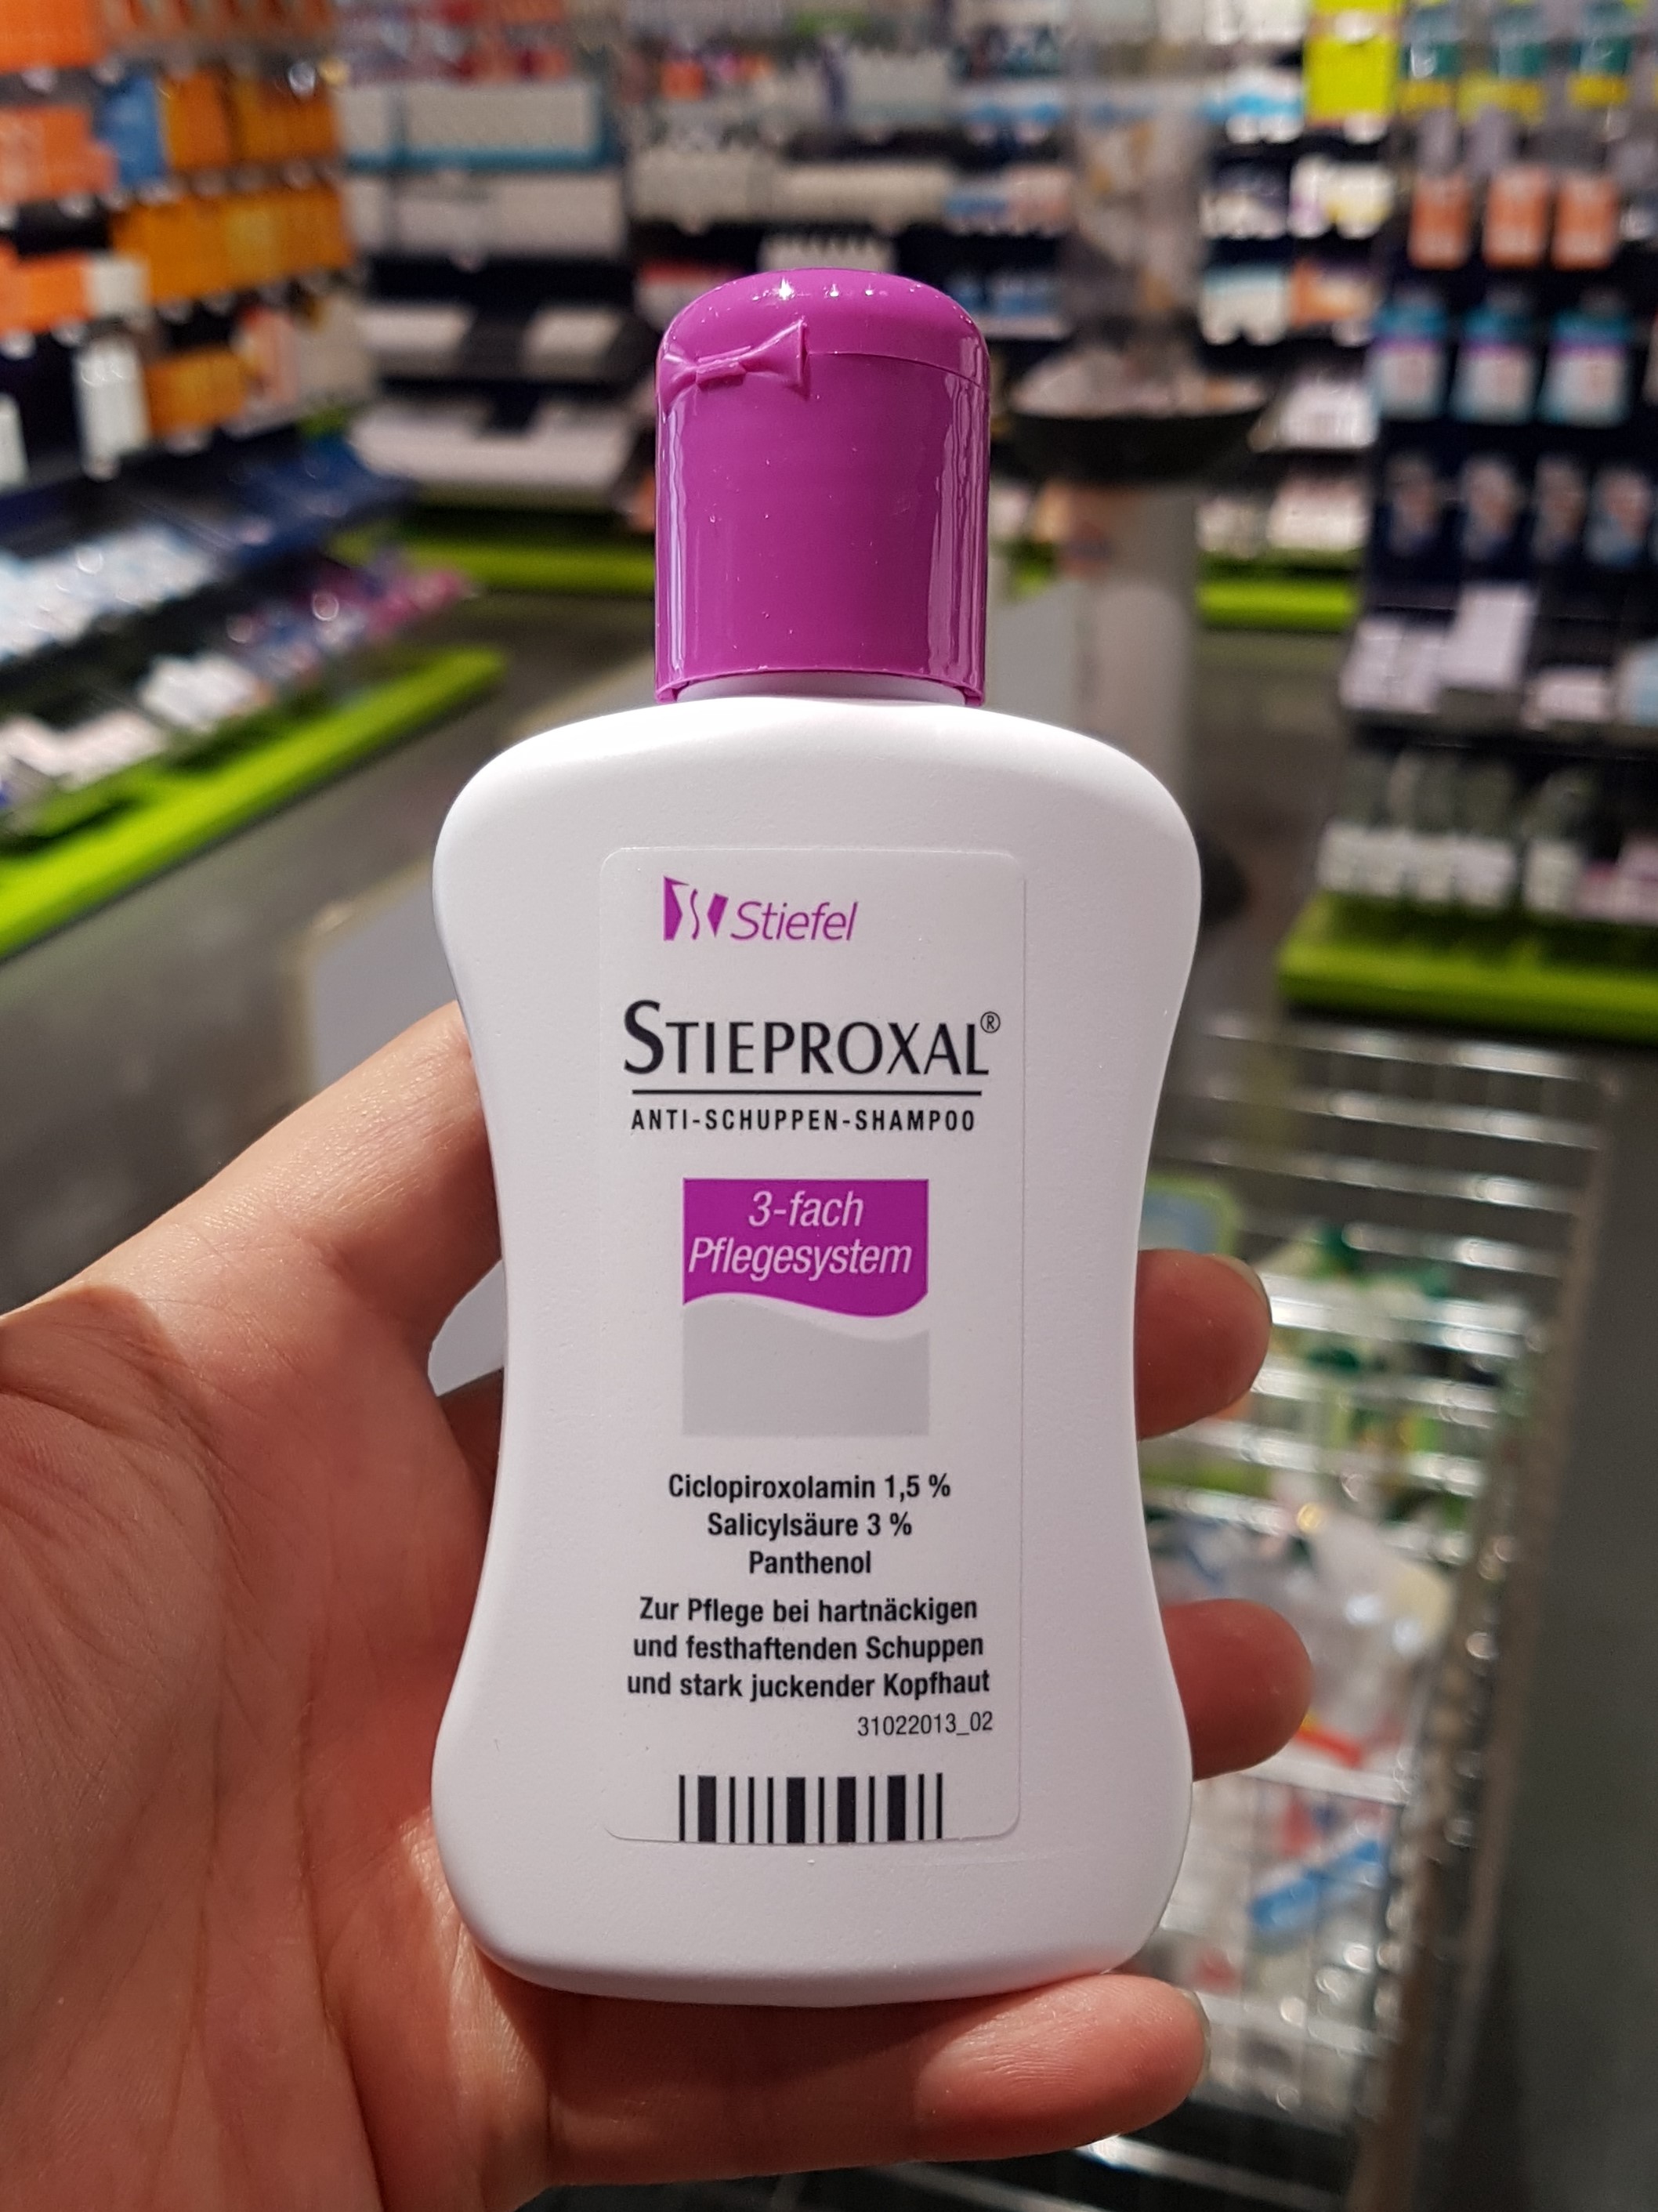 Stiefel
STIEPROXAL®
ANTI-SCHUPPEN-SHAMPOO
3-fach
Pflegesystem
Ciclopiroxolamin 1,5 %
Salicylsäure 3 %
Panthenol
Zur Pflege bei hartnäckigen
und festhaftenden Schuppen
und stark juckender Kopfhaut
31022013_02